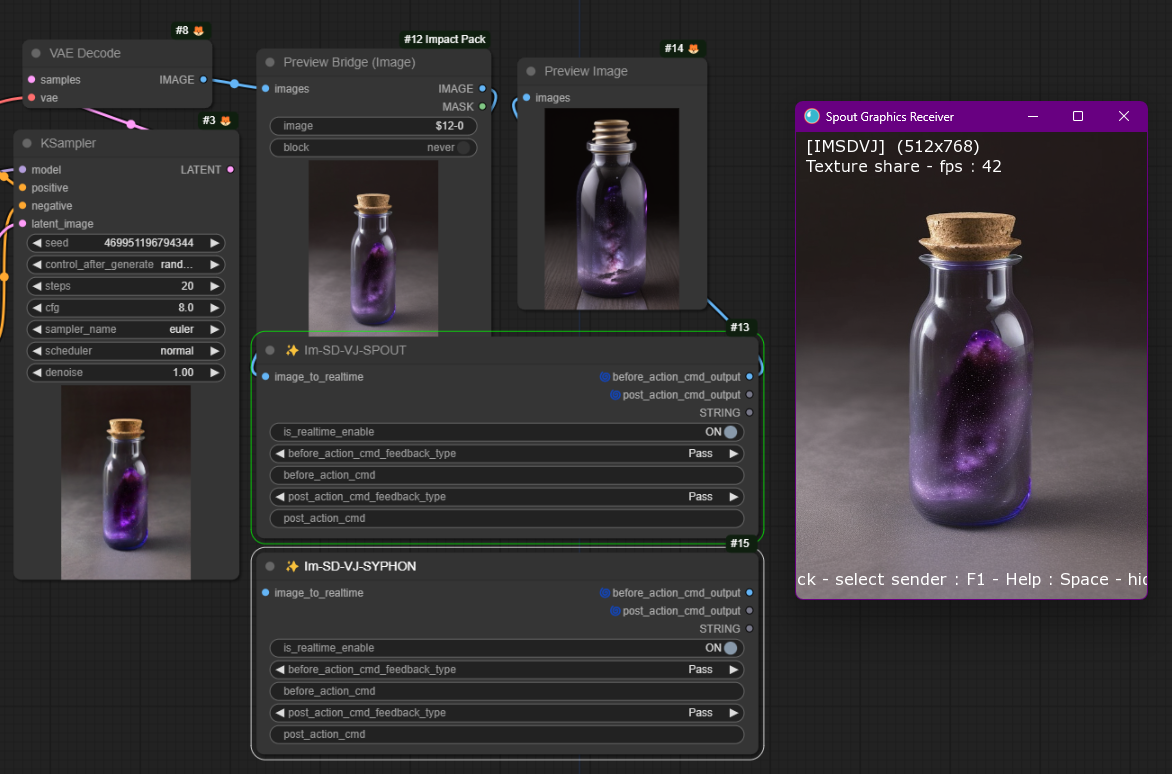 #8
VAE Decode
samples
IMAGE
vae
#3
KSampler
model
LATENT
positive
negative
latent_image
seed 469951196794344
control_after_generate rand...
steps 20
cfg 8.0
sampler_name euler
scheduler normal
denoise 1.00
#12 Impact Pack
Preview Bridge (Image)
images
IMAGE
MASK
image $12-0
block never
#14
Preview Image
images
#13
Im-SD-VJ-SPOUT
image_to_realtime
before_action_cmd_output
post_action_cmd_output
STRING
is_realtime_enable ON
before_action_cmd_feedback_type Pass
before_action_cmd
post_action_cmd_feedback_type Pass
post_action_cmd
#15
Im-SD-VJ-SYPHON
image_to_realtime
before_action_cmd_output
post_action_cmd_output
STRING
is_realtime_enable ON
before_action_cmd_feedback_type Pass
before_action_cmd
post_action_cmd_feedback_type Pass
post_action_cmd
Spout Graphics Receiver
[IMSDVJ] (512x768)
Texture share - fps : 42
ck - select sender : F1 - Help : Space - hid